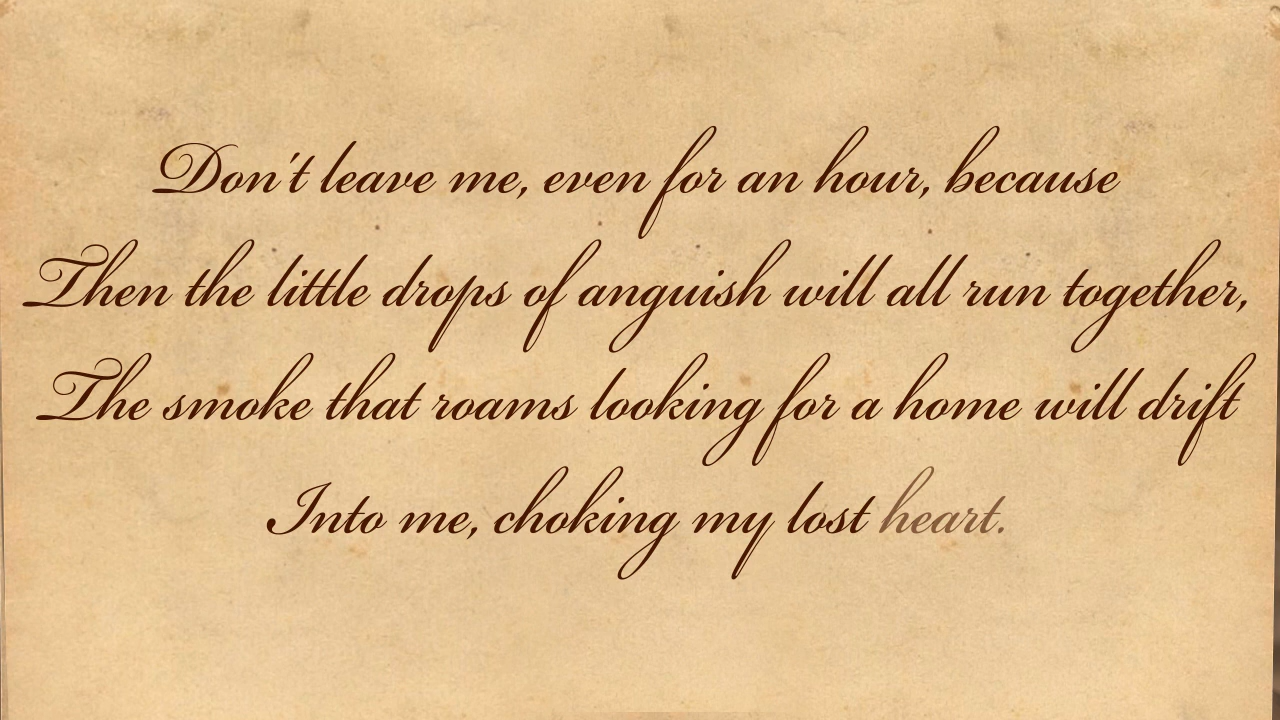 Don't leave me, even for an hour, because
Then the little drops of anguish will all run together,
The smoke that roams looking for a home will drift
Into me, choking my lost heart.